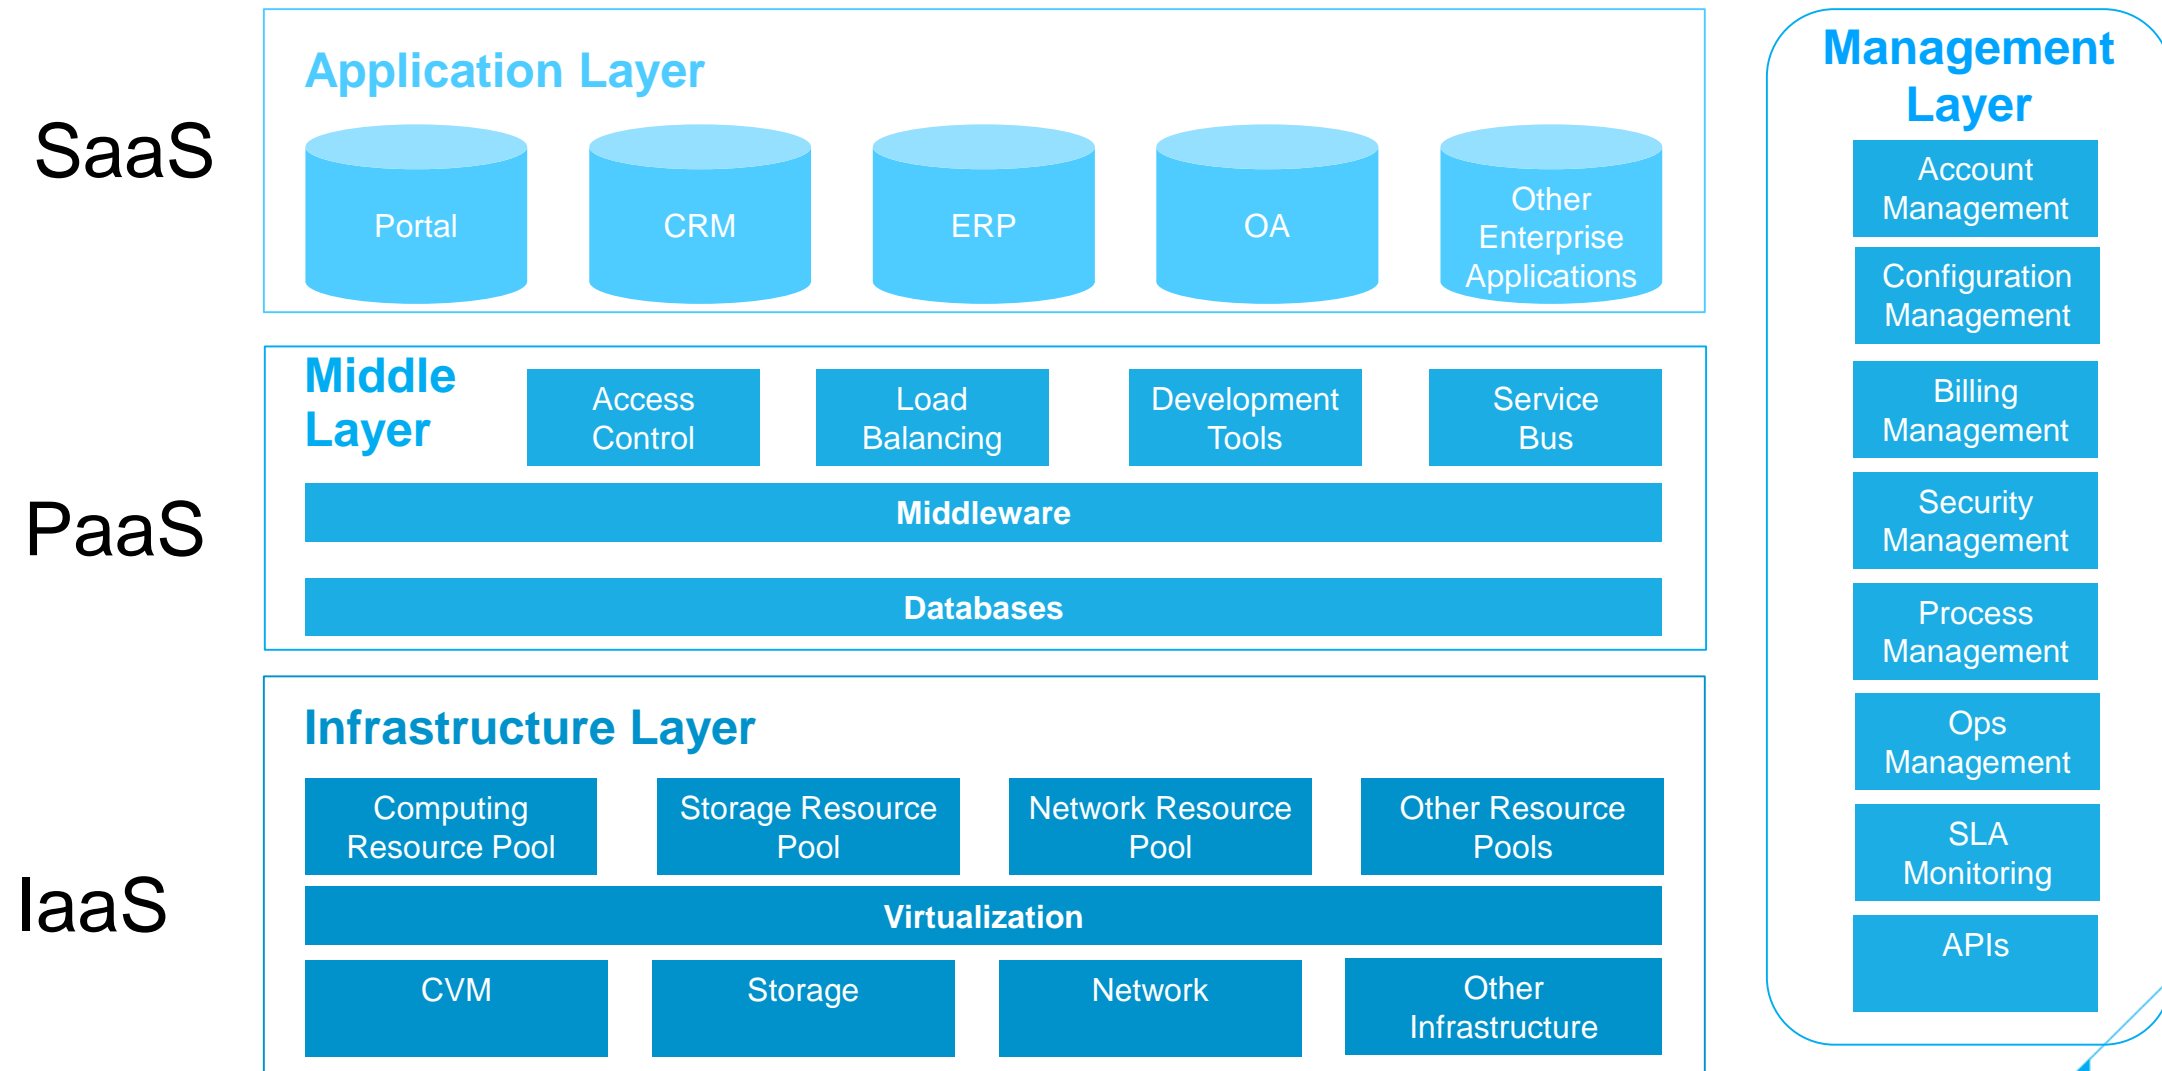 SaaS
Application Layer
Portal
CRM
ERP
OA
Other
Enterprise
Applications
PaaS
Middle
Layer
Access
Control
Load
Balancing
Development
Tools
Service
Bus
Middleware
Databases
IaaS
Infrastructure Layer
Computing
Resource Pool
Storage Resource
Pool
Network Resource
Pool
Other Resource
Pools
Virtualization
CVM
Storage
Network
Other
Infrastructure
Management
Layer
Account
Management
Configuration
Management
Billing
Management
Security
Management
Process
Management
Ops
Management
SLA
Monitoring
APIs